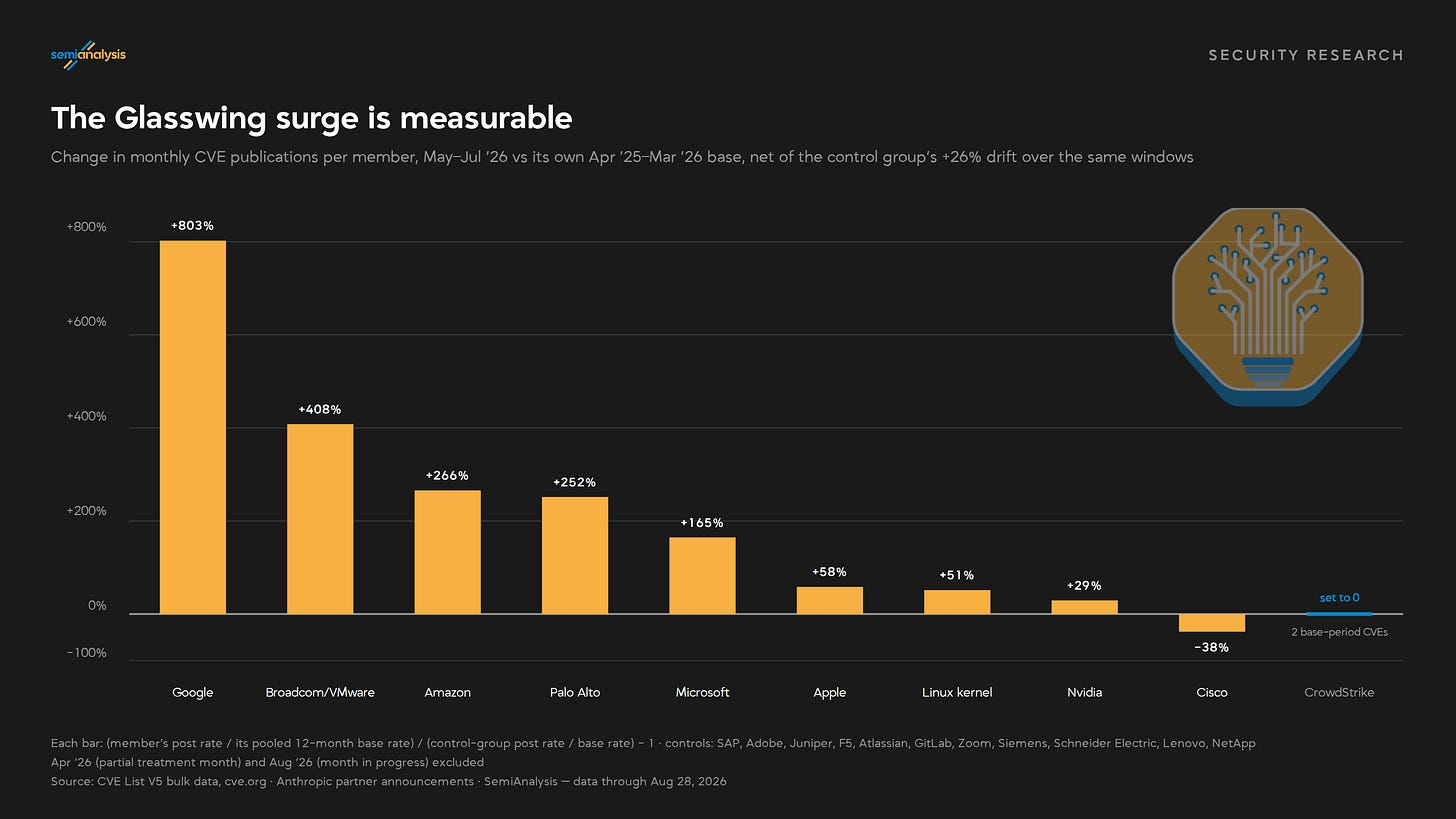 semianalysis
SECURITY RESEARCH
The Glasswing surge is measurable
Change in monthly CVE publications per member, May–Jul ’26 vs its own Apr ’25–Mar ’26 base, net of the control group’s +26% drift over the same windows
+800%
+600%
+400%
+200%
0%
−100%
+803%
+408%
+266%
+252%
+165%
+58%
+51%
+29%
−38%
set to 0
2 base-period CVEs
Google
Broadcom/VMware
Amazon
Palo Alto
Microsoft
Apple
Linux kernel
Nvidia
Cisco
CrowdStrike
Each bar: (member’s post rate / its pooled 12-month base rate) / (control-group post rate / base rate) − 1 · controls: SAP, Adobe, Juniper, F5, Atlassian, GitLab, Zoom, Siemens, Schneider Electric, Lenovo, NetApp
Apr ’26 (partial treatment month) and Aug ’26 (month in progress) excluded
Source: CVE List V5 bulk data, cve.org · Anthropic partner announcements · SemiAnalysis — data through Aug 28, 2026